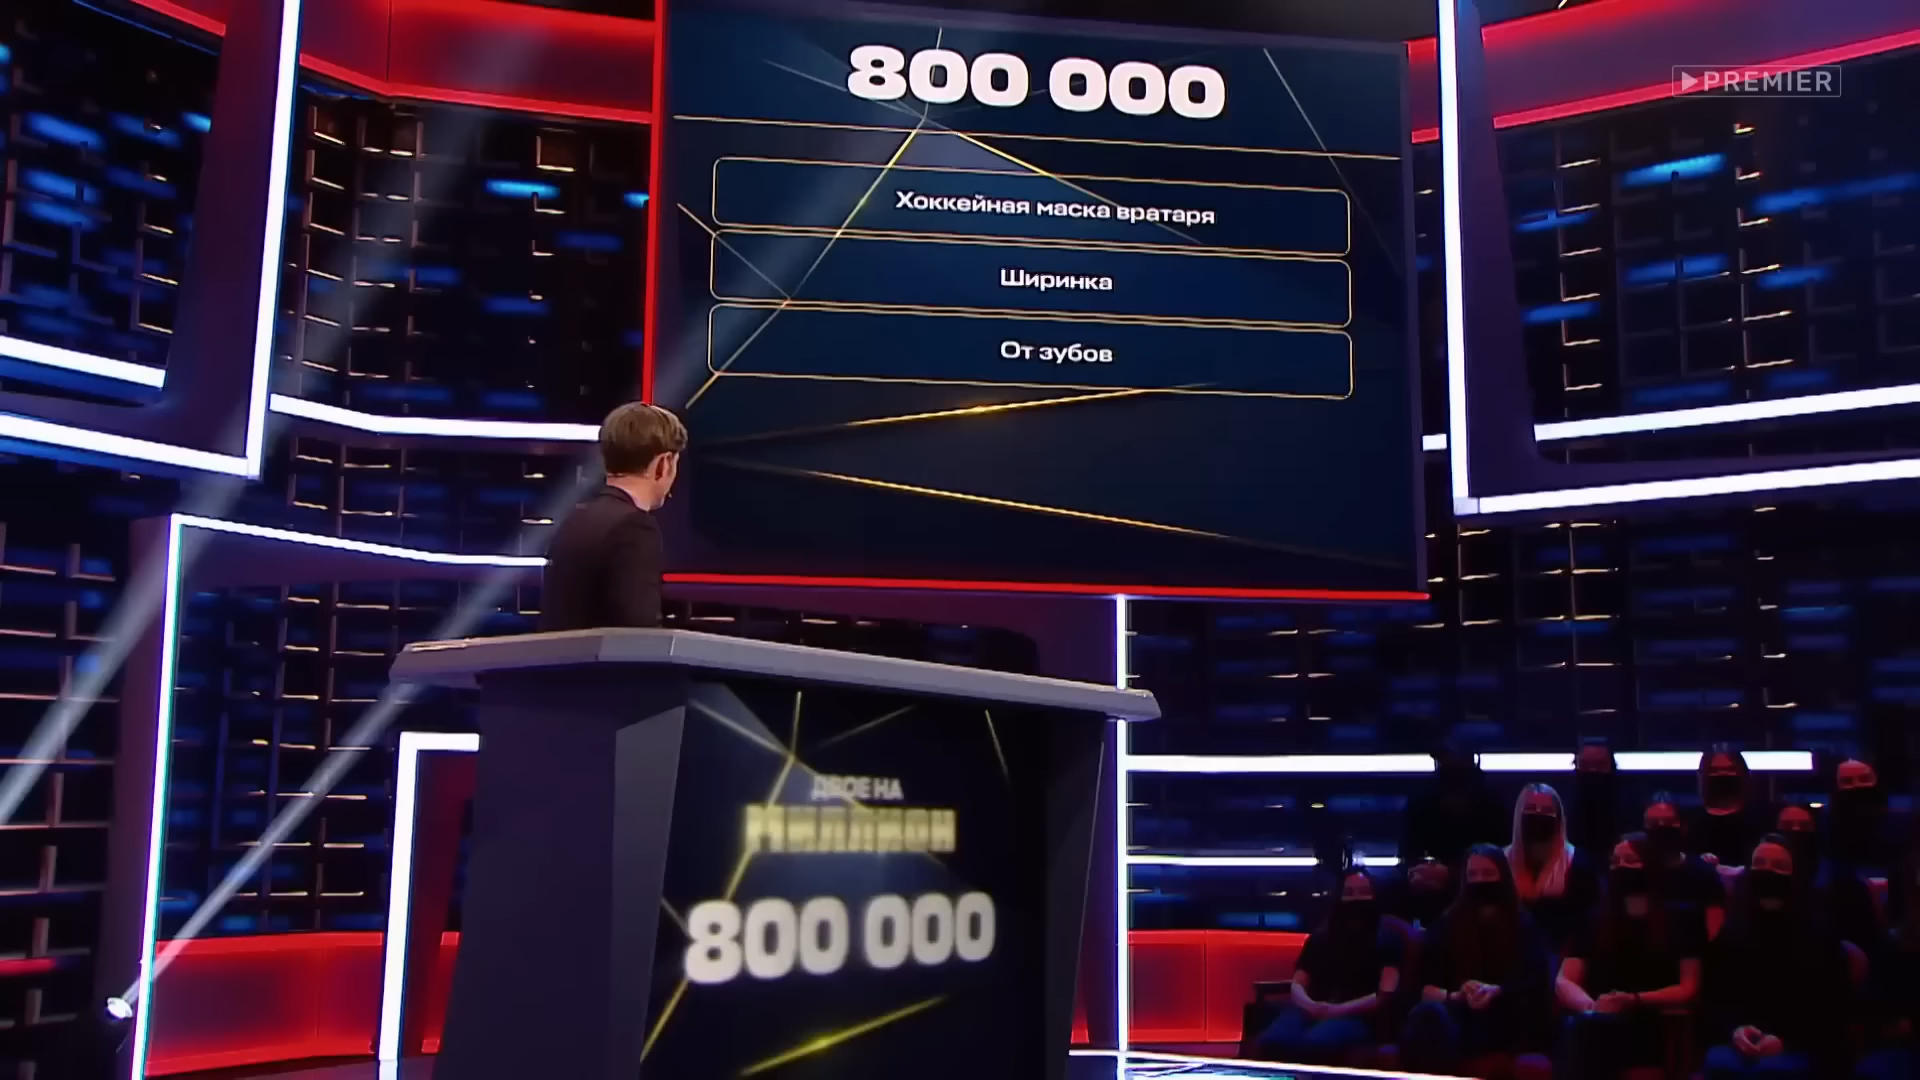 800 000
PREMIER
Хоккейная маска вратаря
Ширинка
От зубов
ДВОЕ НА
МИЛЛИОН
800 000